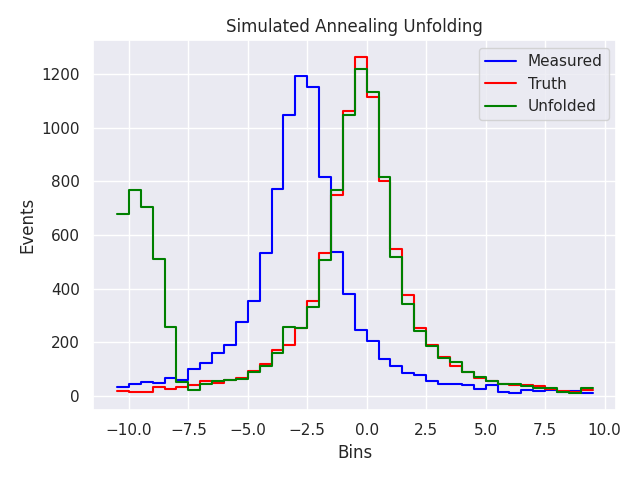 Simulated Annealing Unfolding
Measured
Truth
Unfolded
1200
1000
800
600
400
200
0
Events
−10.0 −7.5 −5.0 −2.5 0.0 2.5 5.0 7.5 10.0
Bins